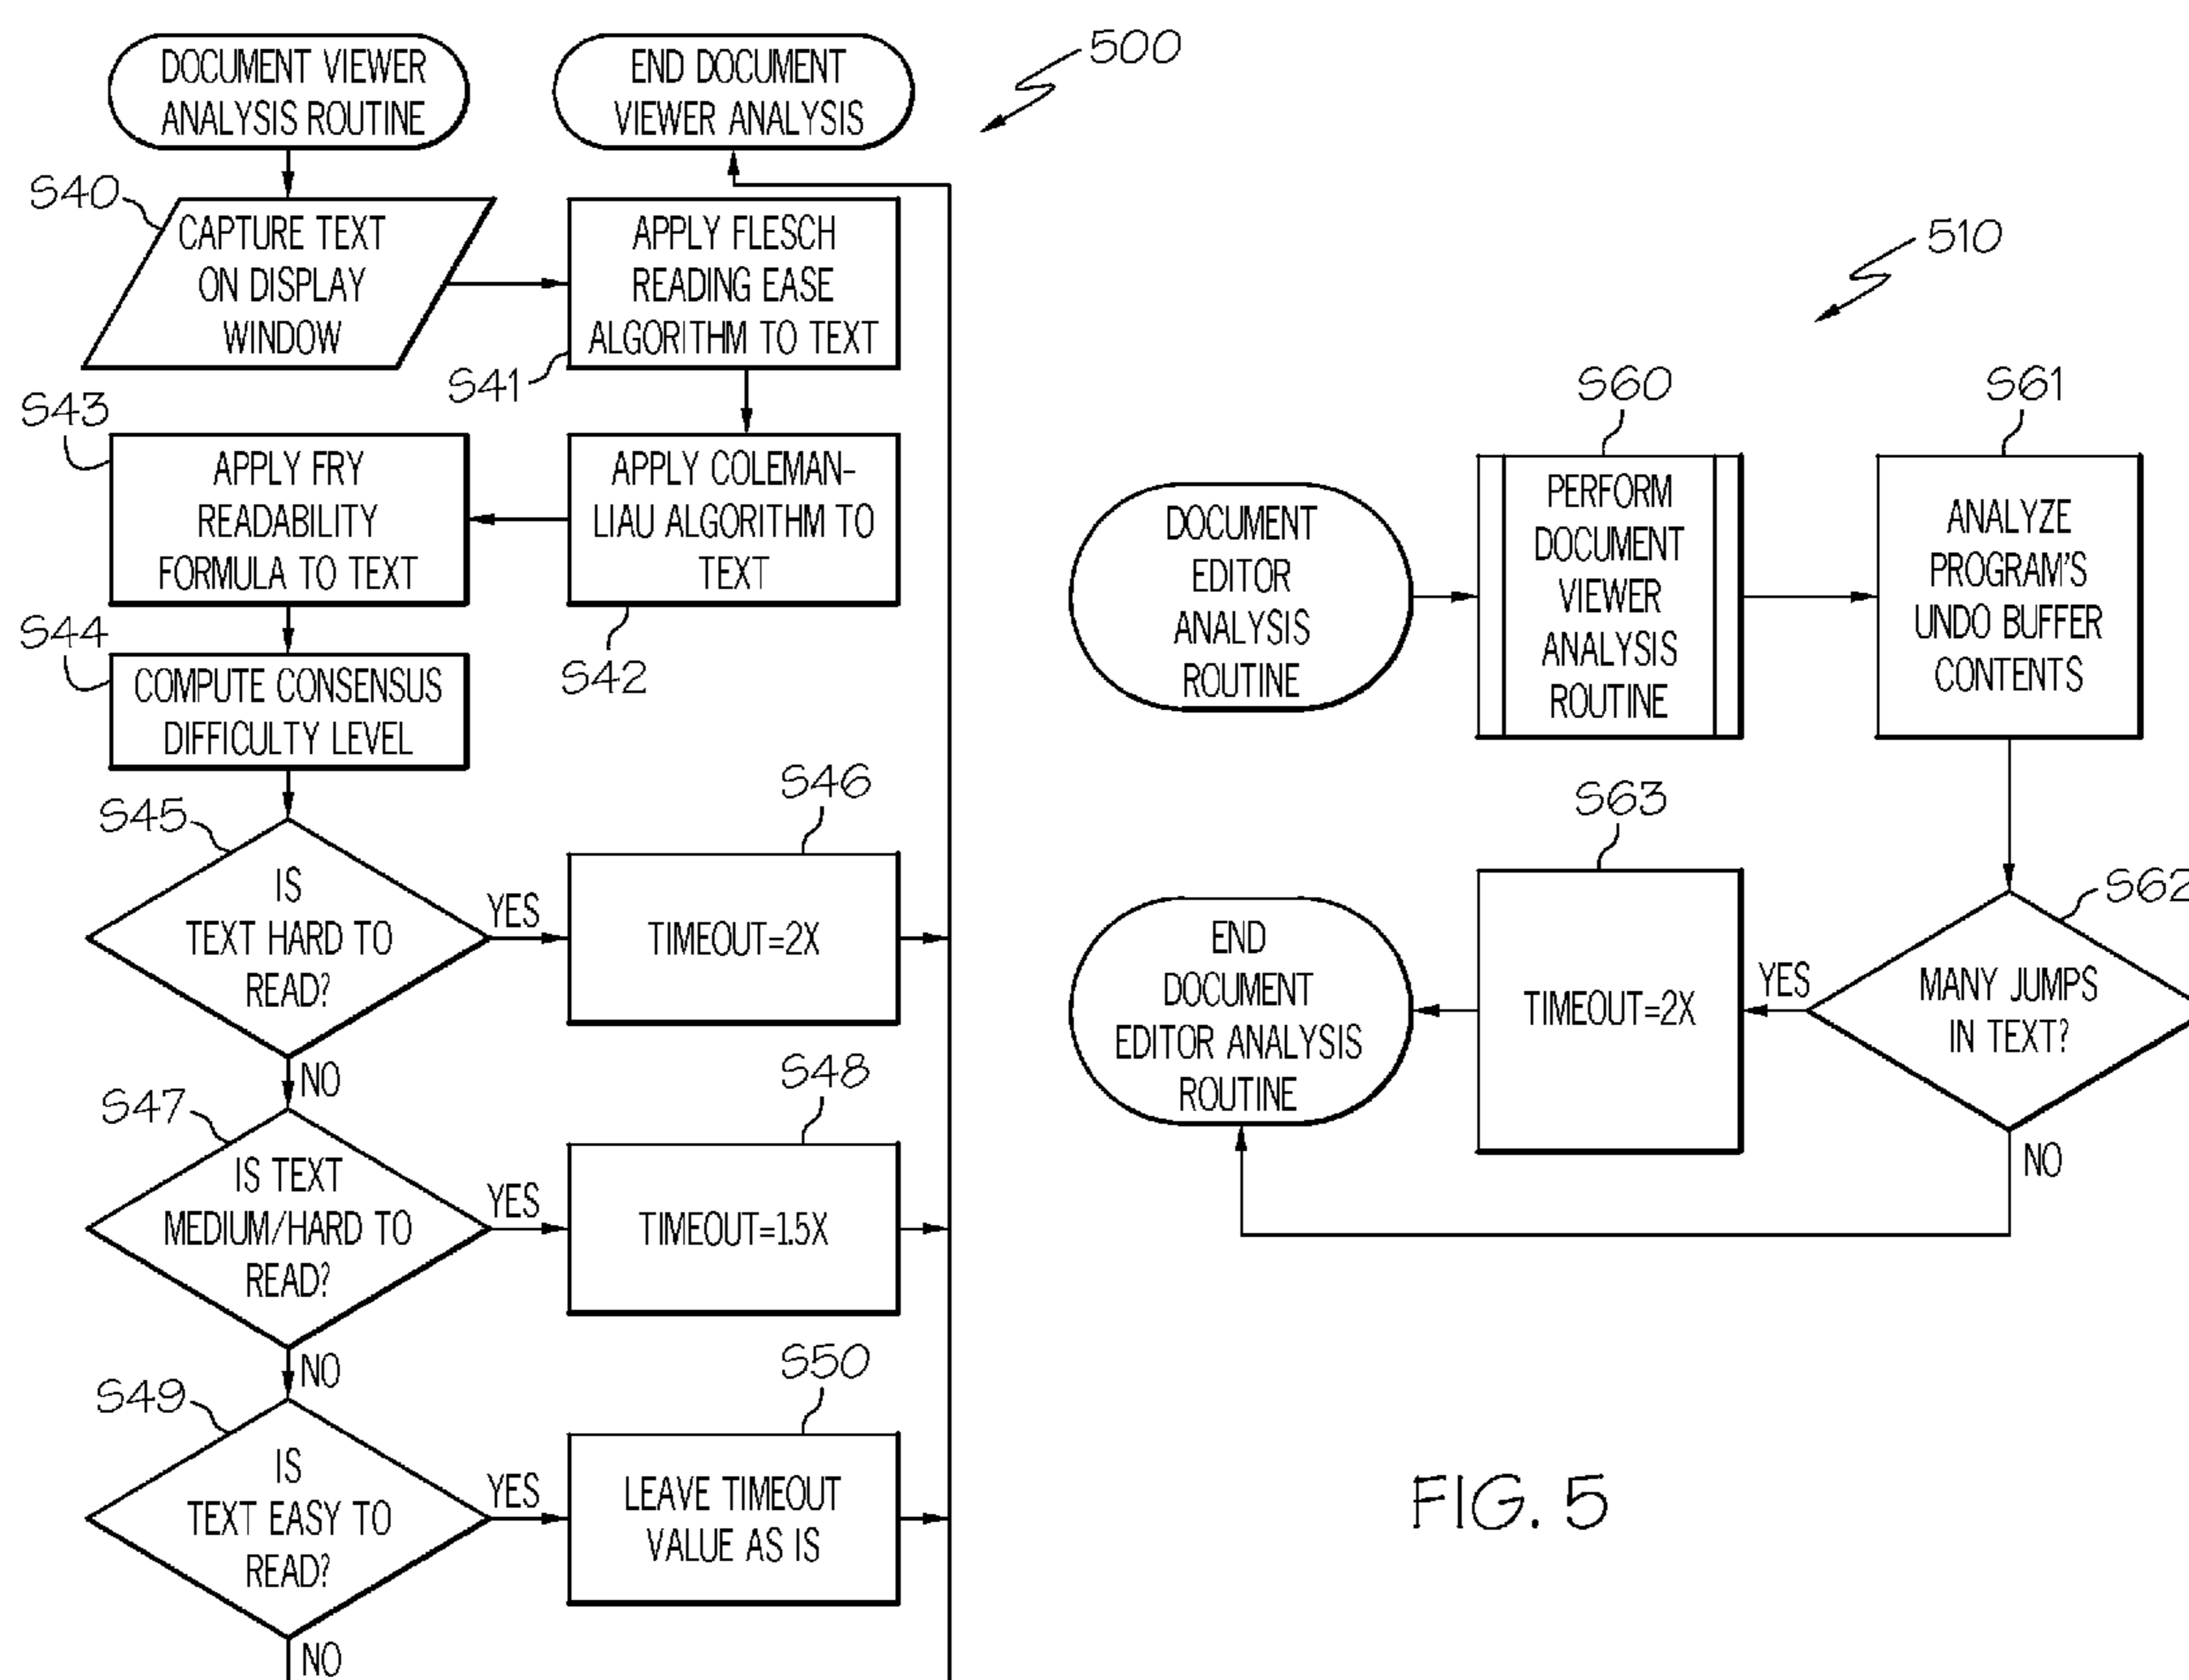 DOCUMENT VIEWER
ANALYSIS ROUTINE
END DOCUMENT
VIEWER ANALYSIS
500
S40
CAPTURE TEXT
ON DISPLAY
WINDOW
APPLY FLESCH
READING EASE
ALGORITHM TO TEXT
S41
S43
APPLY FRY
READABILITY
FORMULA TO TEXT
APPLY COLEMAN-
LIAU ALGORITHM TO
TEXT
S42
S44
COMPUTE CONSENSUS
DIFFICULTY LEVEL
S45
IS
TEXT HARD TO
READ?
YES
S46
TIMEOUT=2X
NO
S47
IS TEXT
MEDIUM/HARD TO
READ?
YES
S48
TIMEOUT=1.5X
NO
S49
IS
TEXT EASY TO
READ?
YES
S50
LEAVE TIMEOUT
VALUE AS IS
NO
510
DOCUMENT
EDITOR
ANALYSIS
ROUTINE
S60
PERFORM
DOCUMENT
VIEWER
ANALYSIS
ROUTINE
S61
ANALYZE
PROGRAM'S
UNDO BUFFER
CONTENTS
S62
MANY JUMPS
IN TEXT?
YES
S63
TIMEOUT=2X
END
DOCUMENT
EDITOR ANALYSIS
ROUTINE
NO
FIG. 5